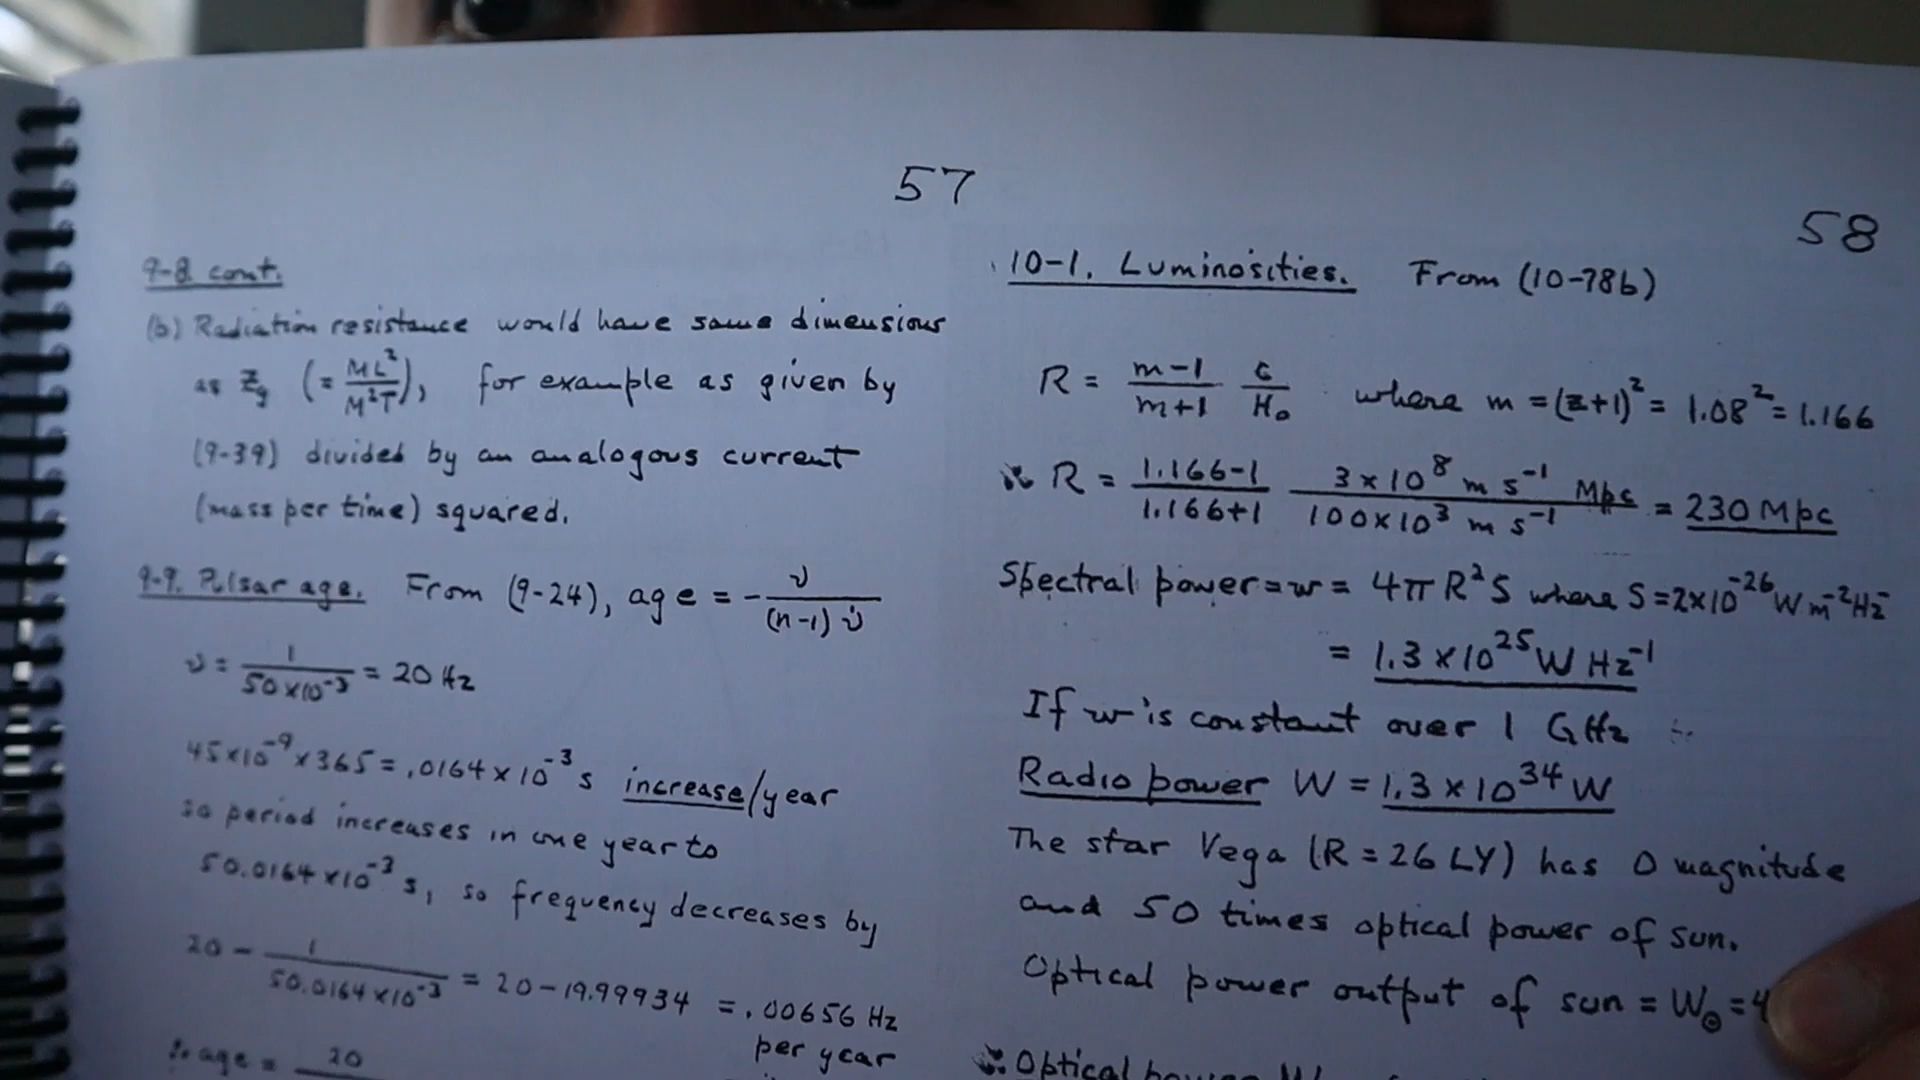 57
9-8 cont.
(b) Radiation resistance would have same dimensions
as Zg (= ML²/M²T), for example as given by
(9-39) divided by an analogous current
(mass per time) squared.
9-9. Pulsar age. From (9-24), age = - ν/(n-1) ν̇
ν = 1/50×10⁻³ = 20 Hz
45×10⁻⁹ × 365 = .0164 × 10⁻³ s increase/year
so period increases in one year to
50.0164×10⁻³ s, so frequency decreases by
20 - 1/50.0164×10⁻³ = 20 - 19.99934 = .00656 Hz
per year
∴ age = 20
58
10-1. Luminosities. From (10-78b)
R = m-1/m+1 c/H₀ where m = (z+1)² = 1.08² = 1.166
∴ R = 1.166-1/1.166+1 3×10⁸ m s⁻¹ Mpc/100×10³ m s⁻¹ = 230 Mpc
Spectral power = w = 4πR²S where S = 2×10⁻²⁶ W m⁻² Hz⁻
= 1.3 × 10²⁵ W Hz⁻¹
If w is constant over 1 GHz
Radio power W = 1.3 × 10³⁴ W
The star Vega (R = 26 LY) has 0 magnitude
and 50 times optical power of sun.
Optical power output of sun = W⊙ = 4
∴ Optical power